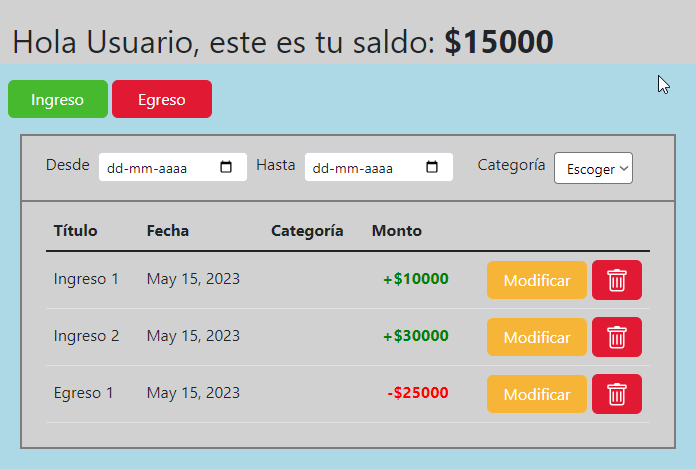 Hola Usuario, este es tu saldo: $15000
Ingreso Egreso
Desde dd-mm-aaaa Hasta dd-mm-aaaa Categoría Escoger
Título Fecha Categoría Monto
Ingreso 1 May 15, 2023 +$10000 Modificar
Ingreso 2 May 15, 2023 +$30000 Modificar
Egreso 1 May 15, 2023 -$25000 Modificar